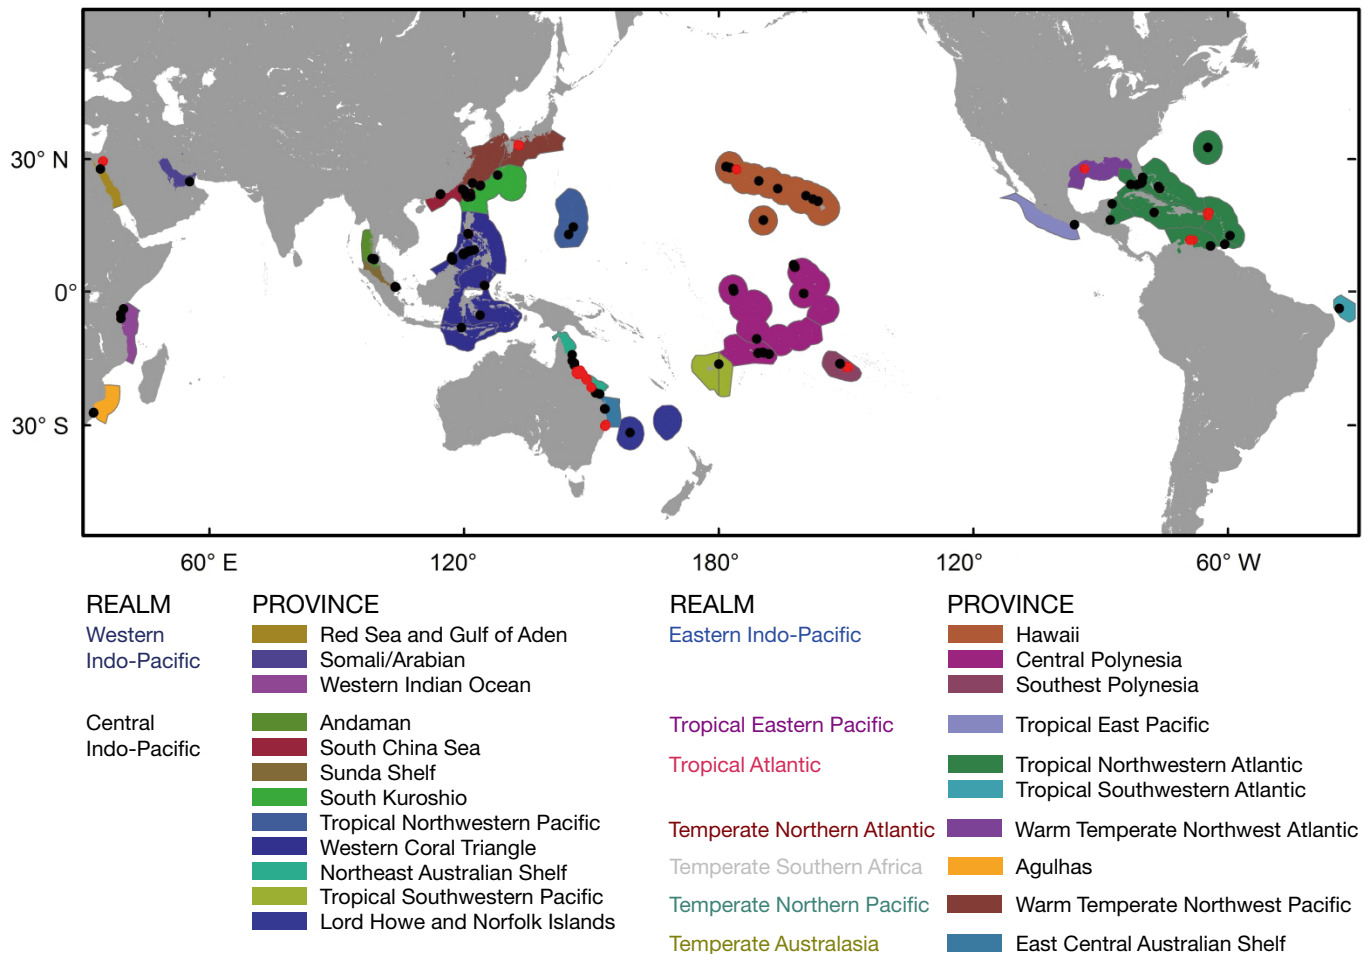 30° N
0°
30° S
60° E
120°
180°
120°
60° W
REALM
PROVINCE
Western
Indo-Pacific
Red Sea and Gulf of Aden
Somali/Arabian
Western Indian Ocean
Central
Indo-Pacific
Andaman
South China Sea
Sunda Shelf
South Kuroshio
Tropical Northwestern Pacific
Western Coral Triangle
Northeast Australian Shelf
Tropical Southwestern Pacific
Lord Howe and Norfolk Islands
REALM
PROVINCE
Eastern Indo-Pacific
Hawaii
Central Polynesia
Southest Polynesia
Tropical Eastern Pacific
Tropical East Pacific
Tropical Atlantic
Tropical Northwestern Atlantic
Tropical Southwestern Atlantic
Temperate Northern Atlantic
Warm Temperate Northwest Atlantic
Temperate Southern Africa
Agulhas
Temperate Northern Pacific
Warm Temperate Northwest Pacific
Temperate Australasia
East Central Australian Shelf